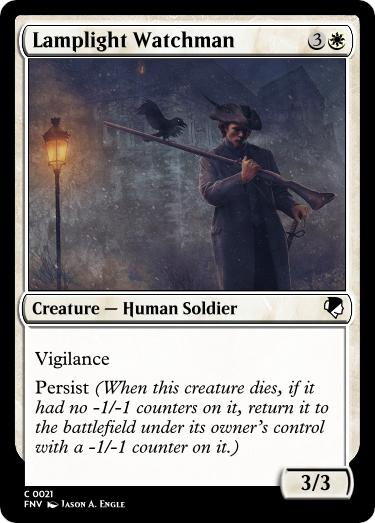 Lamplight Watchman 3
Creature — Human Soldier
Vigilance
Persist (When this creature dies, if it
had no -1/-1 counters on it, return it to
the battlefield under its owner's control
with a -1/-1 counter on it.)
3/3
C 0021
FNV Jason A. Engle